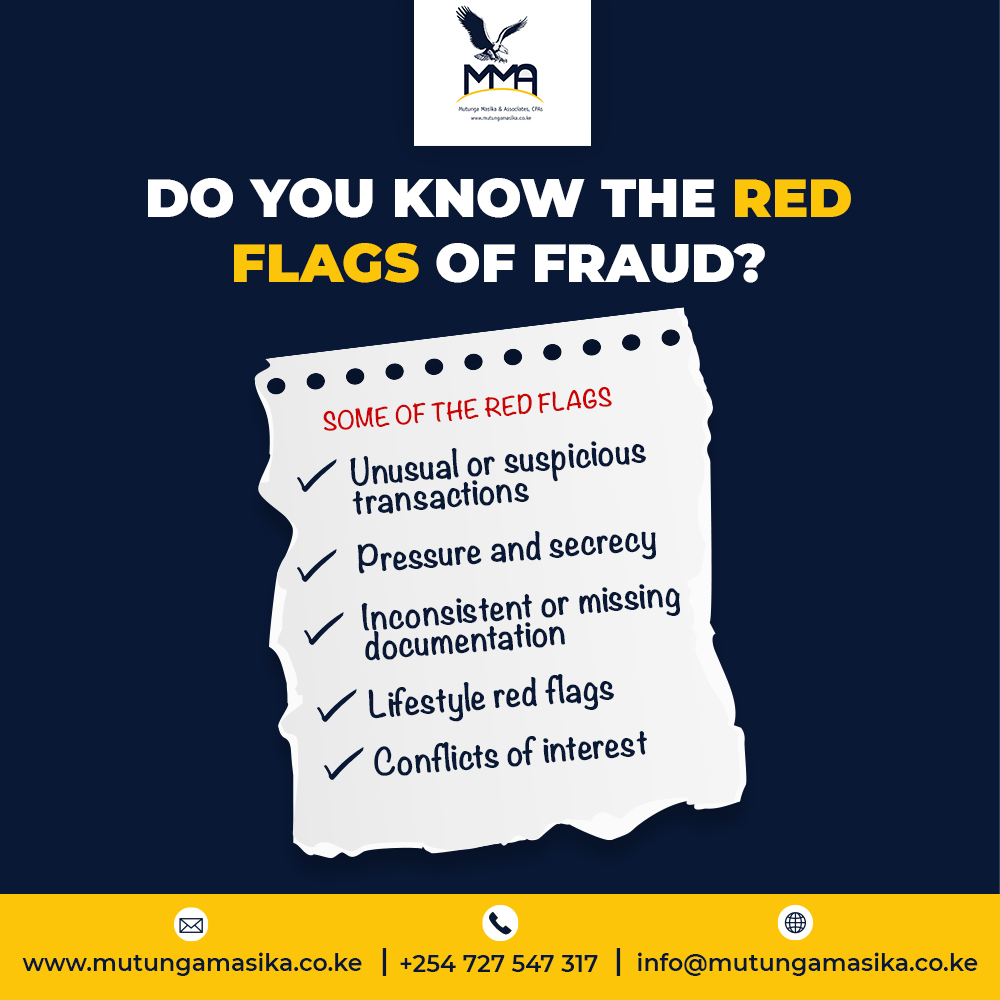 MMA
Mutunga Masika & Associates, CPAs
www.mutungamasika.co.ke
DO YOU KNOW THE RED
FLAGS OF FRAUD?
SOME OF THE RED FLAGS
Unusual or suspicious
transactions
Pressure and secrecy
Inconsistent or missing
documentation
Lifestyle red flags
Conflicts of interest
www.mutungamasika.co.ke | +254 727 547 317 | info@mutungamasika.co.ke